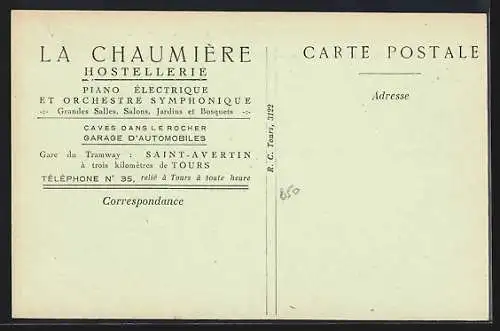 LA CHAUMIÈRE
HOSTELLERIE
PIANO ÉLECTRIQUE
ET ORCHESTRE SYMPHONIQUE
Grandes Salles, Salons, Jardins et Bosquets
CAVES DANS LE ROCHER
GARAGE D'AUTOMOBILES
Gare du Tramway : SAINT-AVERTIN
à trois kilomètres de TOURS
TÉLÉPHONE N° 35, relié à Tours à toute heure
Correspondance
R. C. Tours, 3122
CARTE POSTALE
Adresse